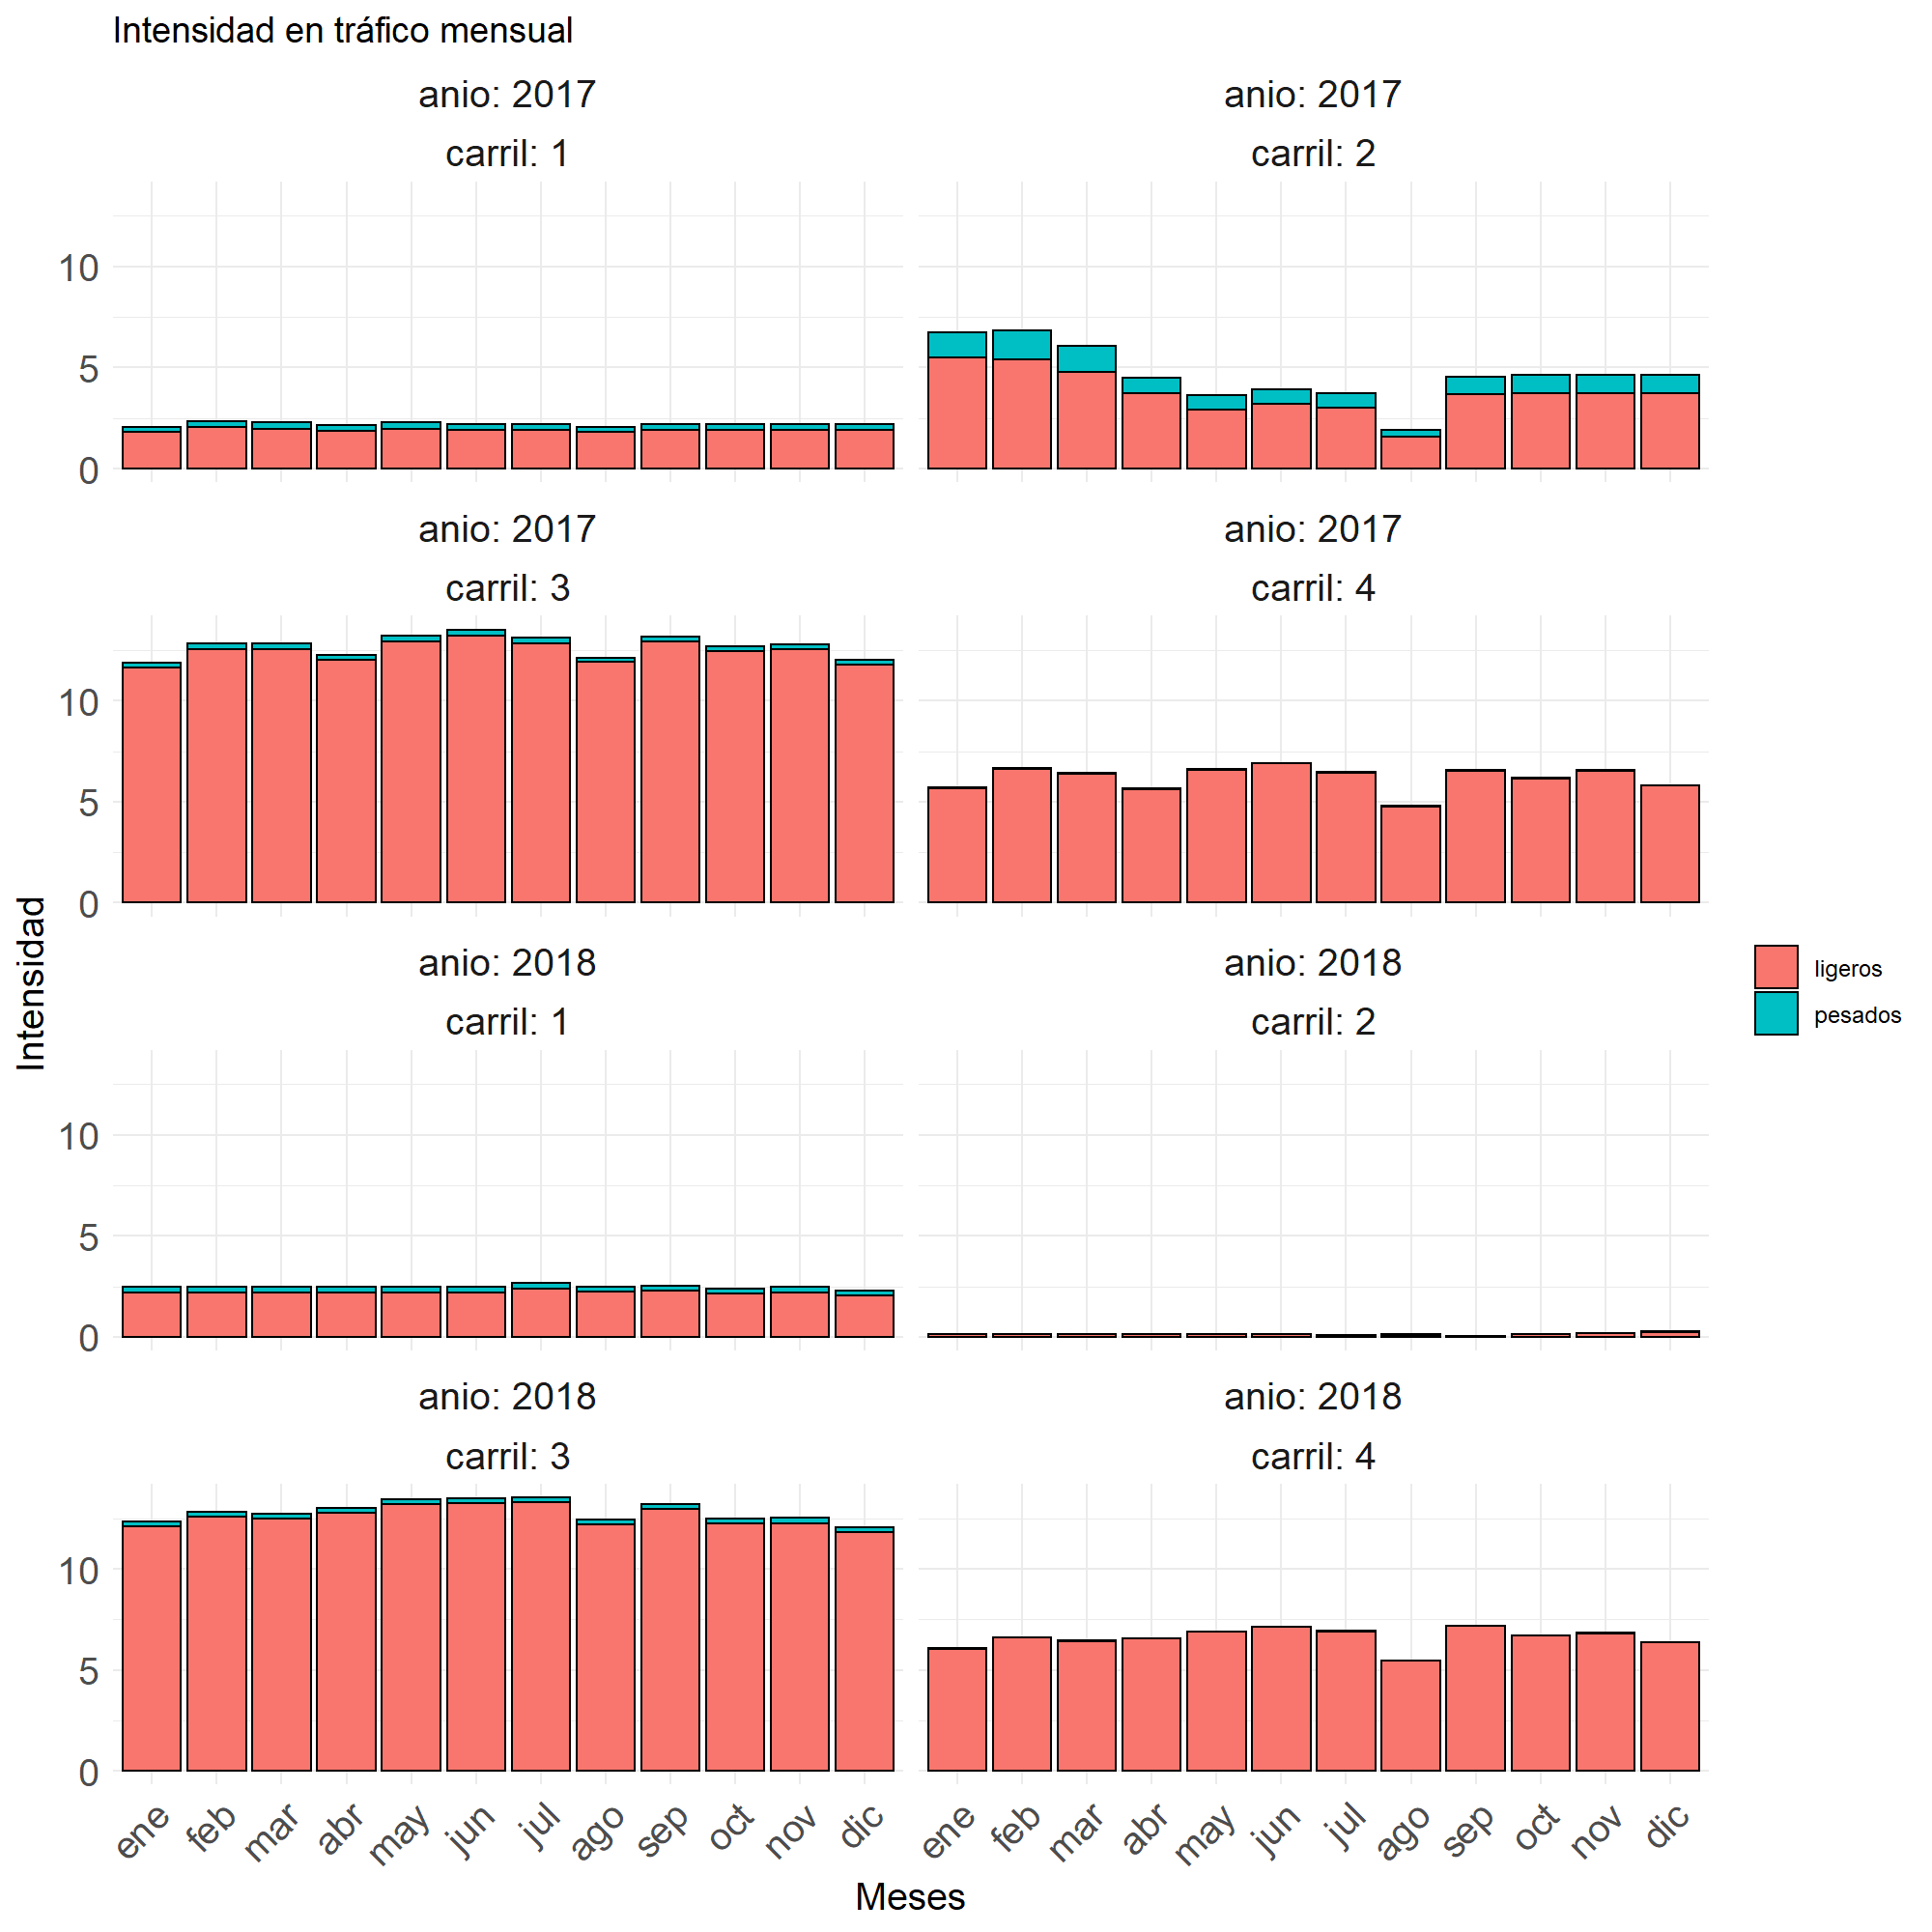 Intensidad en tráfico mensual
anio: 2017
carril: 1
anio: 2017
carril: 2
10
5
0
anio: 2017
carril: 3
anio: 2017
carril: 4
10
5
0
anio: 2018
carril: 1
anio: 2018
carril: 2
10
5
0
anio: 2018
carril: 3
anio: 2018
carril: 4
10
5
0
ene feb mar abr may jun jul ago sep oct nov dic
ene feb mar abr may jun jul ago sep oct nov dic
Meses
Intensidad
ligeros
pesados